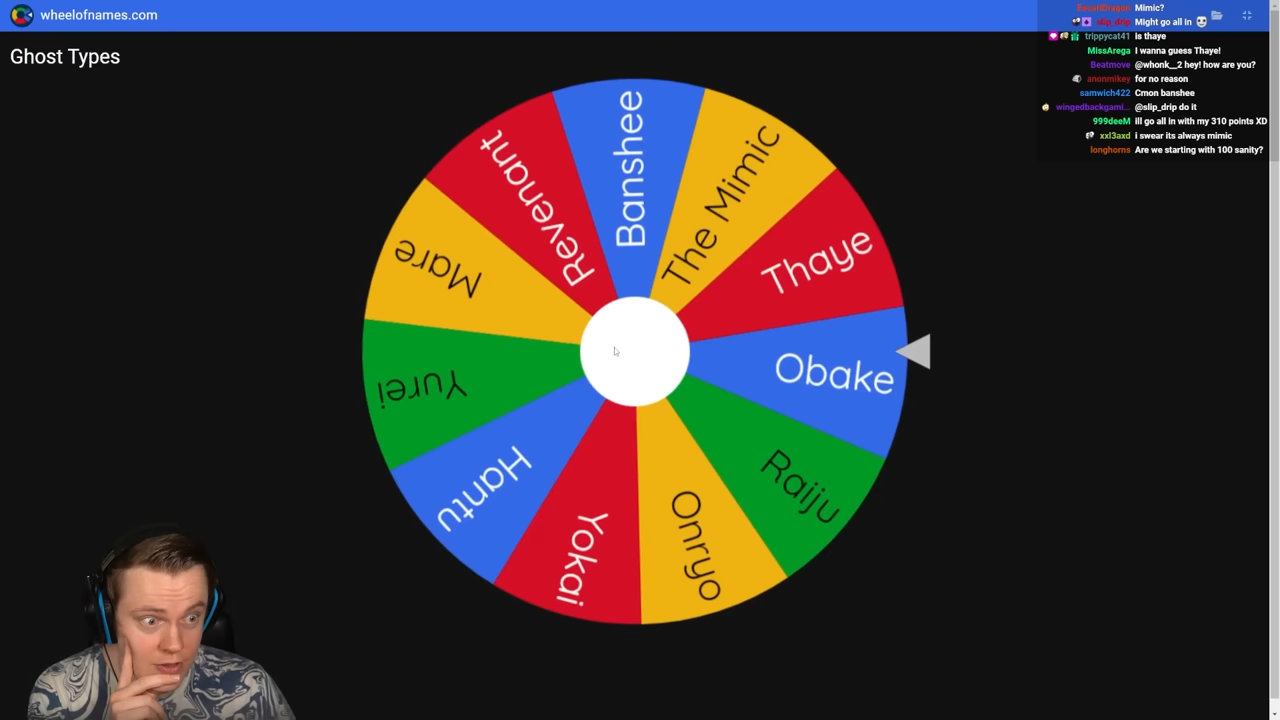 wheelofnames.com
Ghost Types
Banshee
The Mimic
Thaye
Obake
Raiju
Onryo
Yokai
Hantu
Yurei
Mare
Revenant
Mimic?
slip_drip Might go all in
trippycat41 Is thaye
MissArega I wanna guess Thaye!
Beatmove @whonk__2 hey! how are you?
anonmikey for no reason
samwich422 Cmon banshee
wingedbackgami... @slip_drip do it
999deeM ill go all in with my 310 points XD
xxl3axd i swear its always mimic
longhorns Are we starting with 100 sanity?